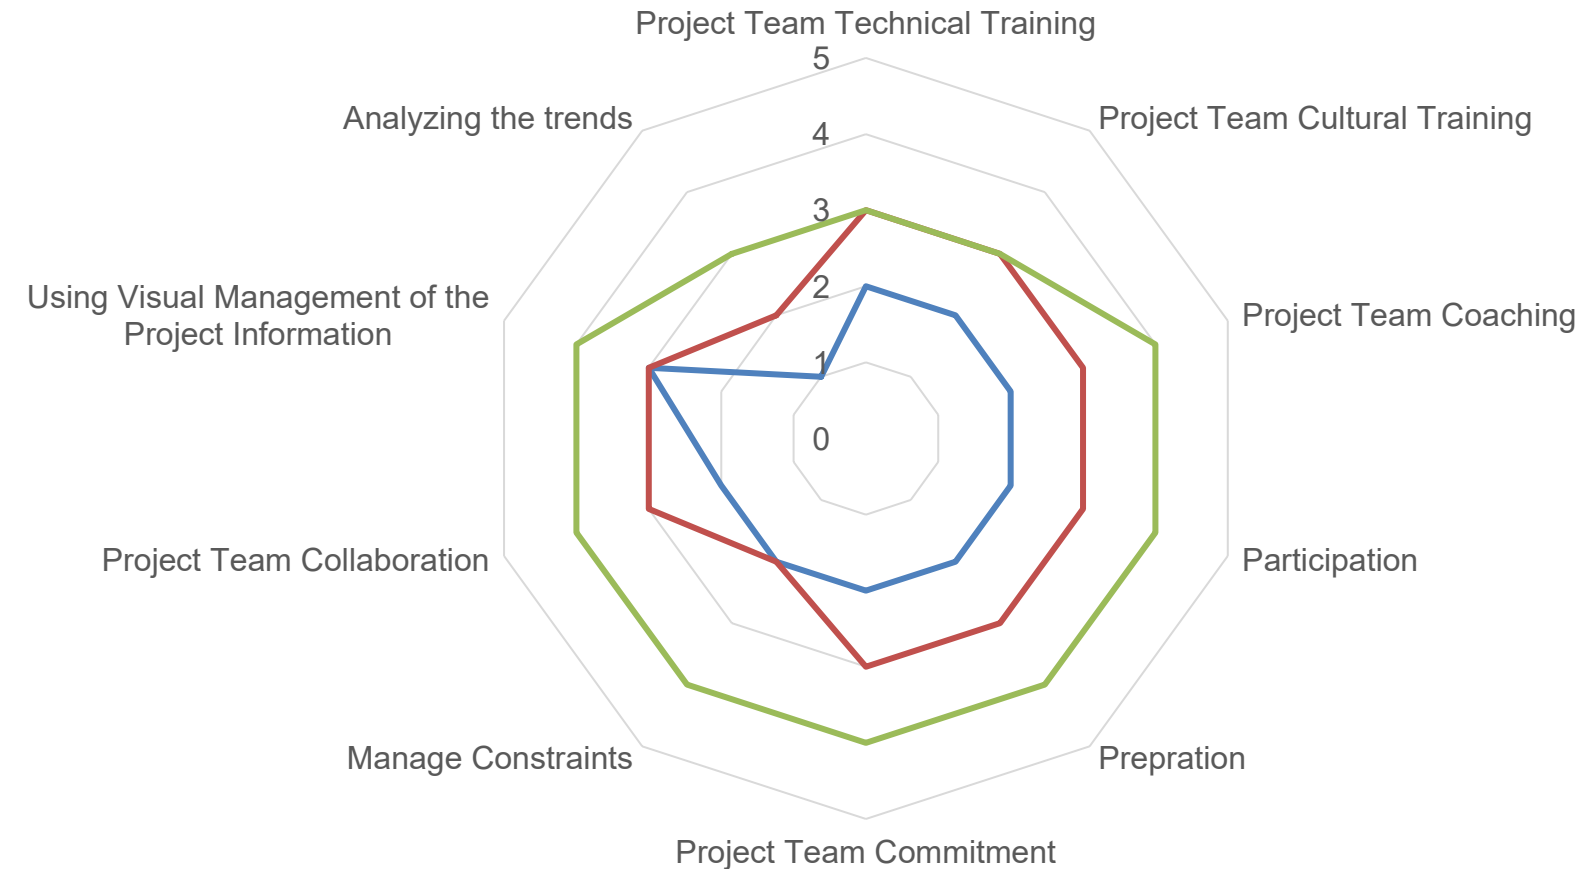 Project Team Technical Training
5
Analyzing the trends
Project Team Cultural Training
4
3
Using Visual Management of the
Project Information
2
Project Team Coaching
1
0
Project Team Collaboration
Participation
Manage Constraints
Prepration
Project Team Commitment